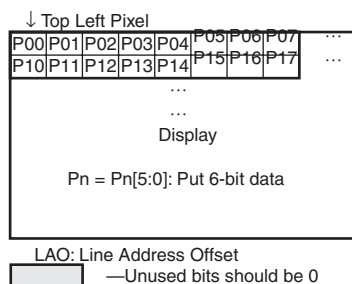 ↓ Top Left Pixel
P00 P01 P02 P03 P04 P05 P06 P07 …
P10 P11 P12 P13 P14 P15 P16 P17 …
…
…
Display
Pn = Pn[5:0]: Put 6-bit data
LAO: Line Address Offset
—Unused bits should be 0